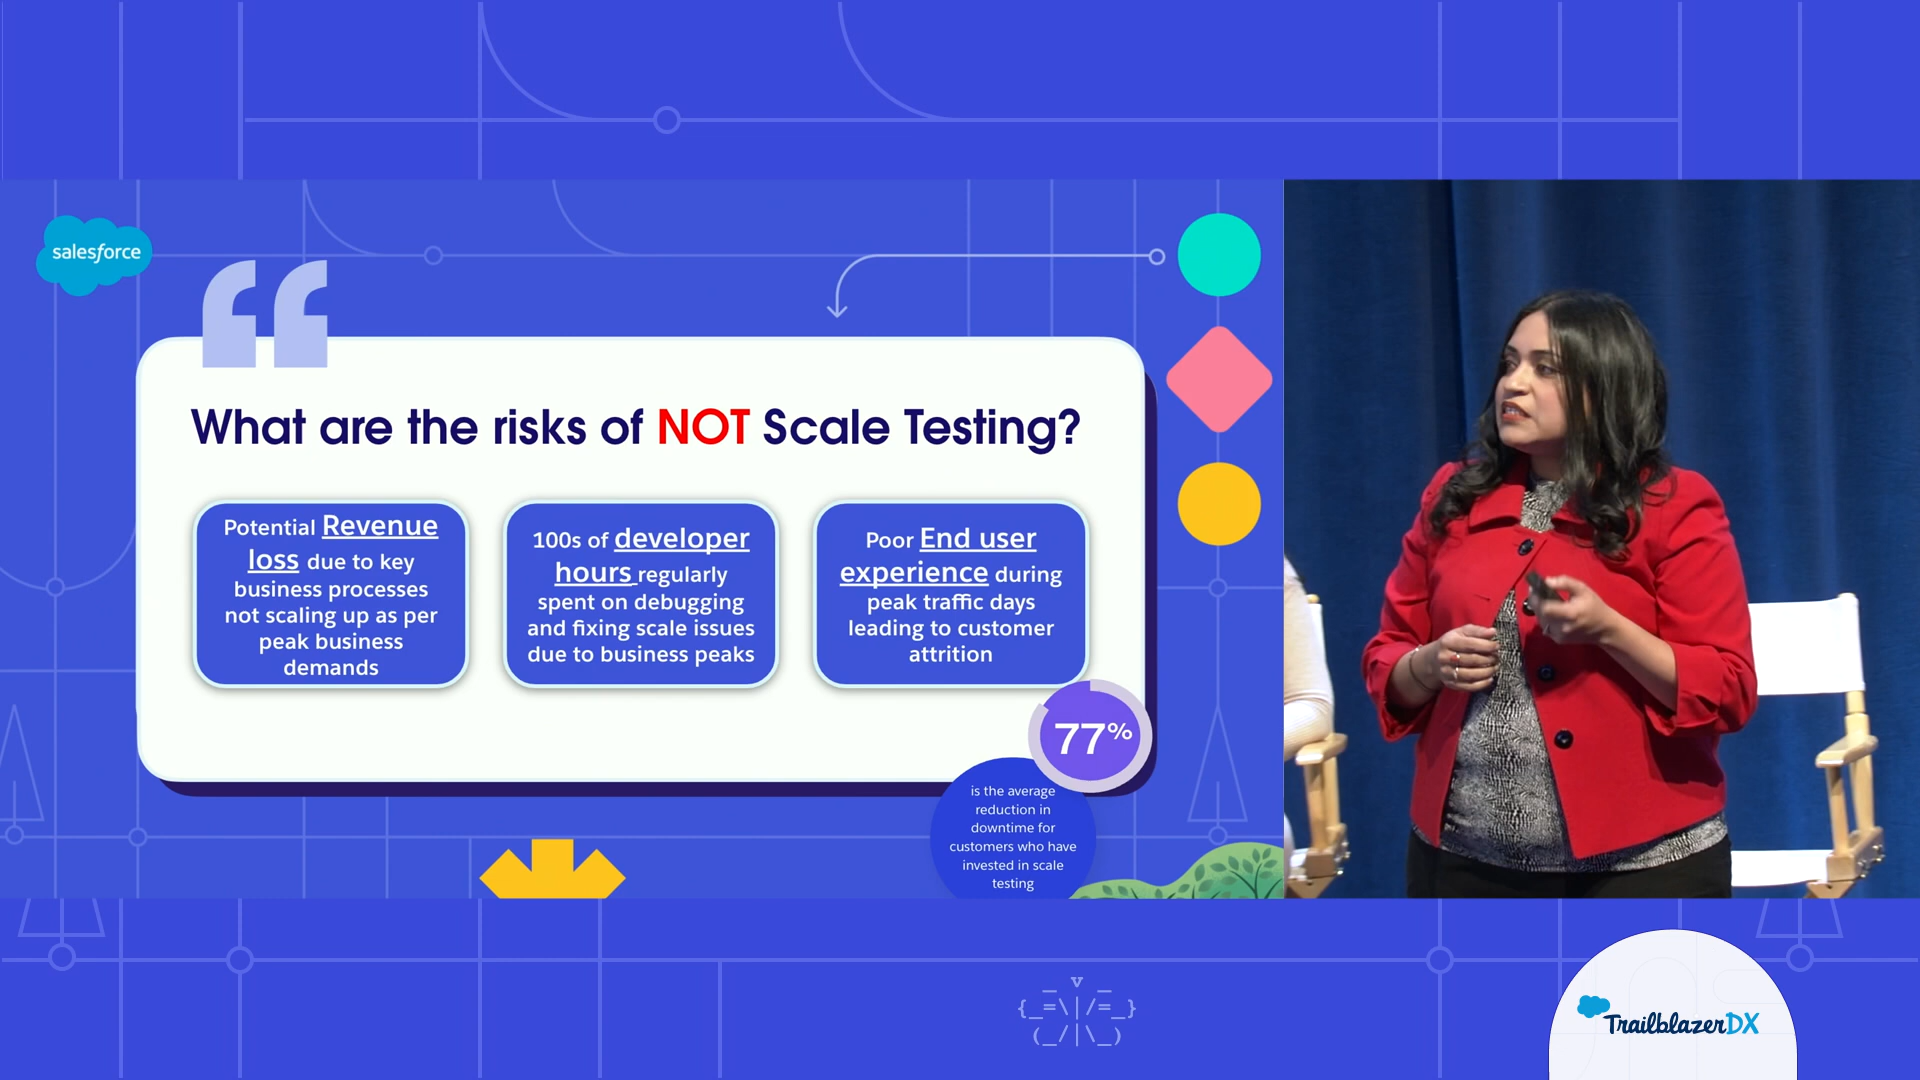 salesforce
What are the risks of NOT Scale Testing?
Potential Revenue
loss due to key
business processes
not scaling up as per
peak business
demands
100s of developer
hours regularly
spent on debugging
and fixing scale issues
due to business peaks
Poor End user
experience during
peak traffic days
leading to customer
attrition
77%
is the average
reduction in
downtime for
customers who have
invested in scale
testing
TrailblazerDX